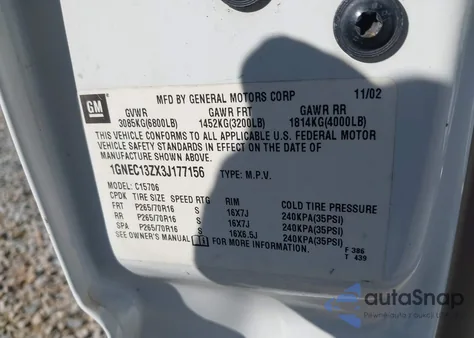 GM
MFD BY GENERAL MOTORS CORP 11/02
GVWR GAWR FRT GAWR RR
3085KG(6800LB) 1452KG(3200LB) 1814KG(4000LB)
THIS VEHICLE CONFORMS TO ALL APPLICABLE U.S. FEDERAL MOTOR
VEHICLE SAFETY STANDARDS IN EFFECT ON THE DATE OF
MANUFACTURE SHOWN ABOVE.
1GNEC13ZX3J177156 TYPE: M.P.V.
MODEL: C15706
CPDK TIRE SIZE SPEED RTG RIM COLD TIRE PRESSURE
FRT P265/70R16 S 16X7J 240KPA(35PSI)
RR P265/70R16 S 16X7J 240KPA(35PSI)
SPA P265/70R16 S 16X6.5J 240KPA(35PSI)
SEE OWNER'S MANUAL FOR MORE INFORMATION.
F 386
T 439
autoSnap